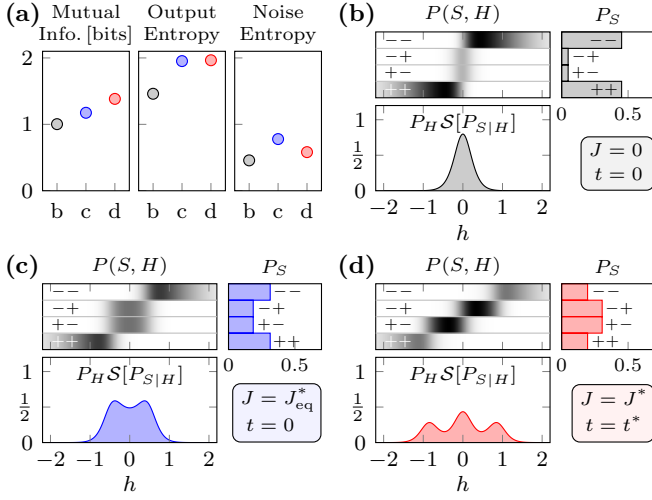 (a) Mutual Info. [bits] Output Entropy Noise Entropy
2
1
0
b c d b c d b c d
(b) P(S, H) P_S
−−
−+
+−
++
−−
−+
+−
++
0 0.5
P_H S[P_{S|H}]
1
1/2
0
−2 −1 0 1 2
h
J = 0
t = 0
(c) P(S, H) P_S
−−
−+
+−
++
−−
−+
+−
++
0 0.5
P_H S[P_{S|H}]
1
1/2
0
−2 −1 0 1 2
h
J = J*_eq
t = 0
(d) P(S, H) P_S
−−
−+
+−
++
−−
−+
+−
++
0 0.5
P_H S[P_{S|H}]
1
1/2
0
−2 −1 0 1 2
h
J = J*
t = t*